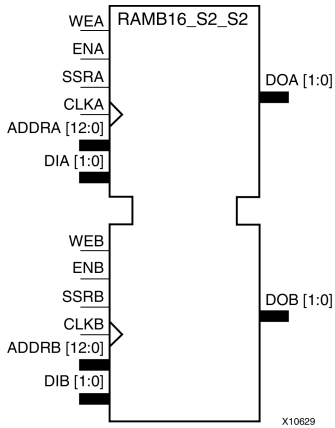 RAMB16_S2_S2
WEA
ENA
SSRA
CLKA
ADDRA [12:0]
DIA [1:0]
DOA [1:0]
WEB
ENB
SSRB
CLKB
ADDRB [12:0]
DIB [1:0]
DOB [1:0]
X10629